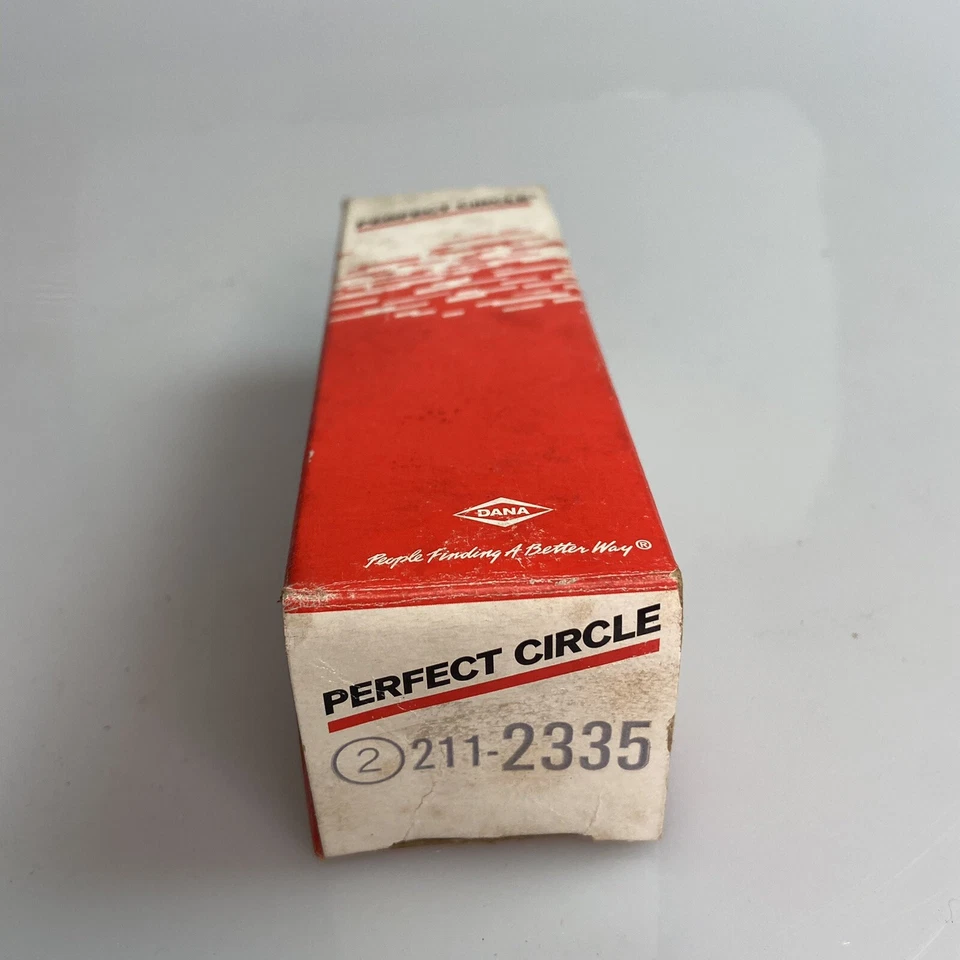 PERFECT CIRCLE®
DANA
People Finding A Better Way®
PERFECT CIRCLE
2 211-2335